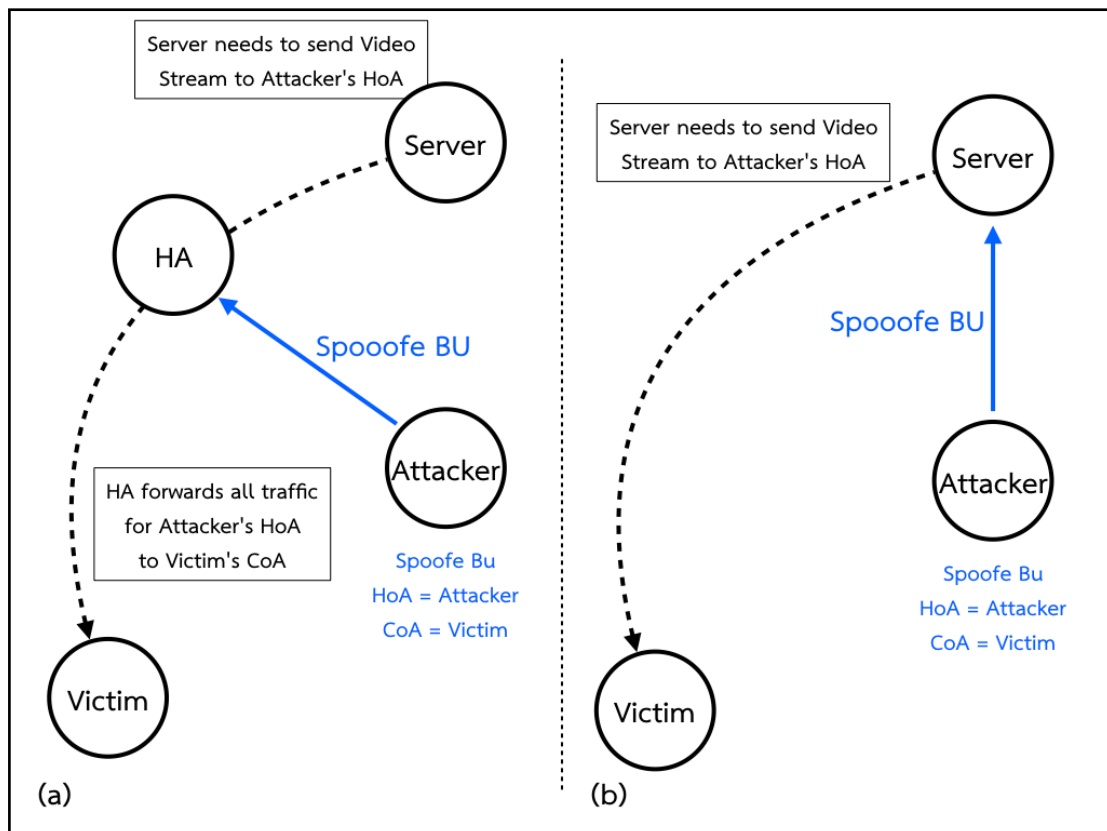 Server needs to send Video
Stream to Attacker's HoA
Server
HA
Spooofe BU
Attacker
HA forwards all traffic
for Attacker's HoA
to Victim's CoA
Spoofe Bu
HoA = Attacker
CoA = Victim
Victim
(a)
Server needs to send Video
Stream to Attacker's HoA
Server
Spooofe BU
Attacker
Spoofe Bu
HoA = Attacker
CoA = Victim
Victim
(b)